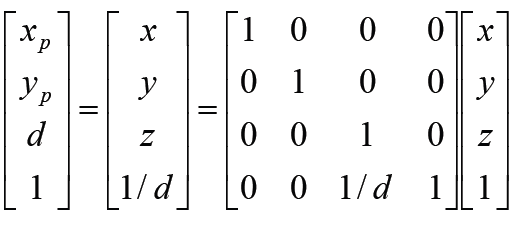 [x_p] [x] [1 0 0 0] [x]
[y_p] [y] [0 1 0 0] [y]
[d] = [z] = [0 0 1 0] [z]
[1] [1/d] [0 0 1/d 1] [1]